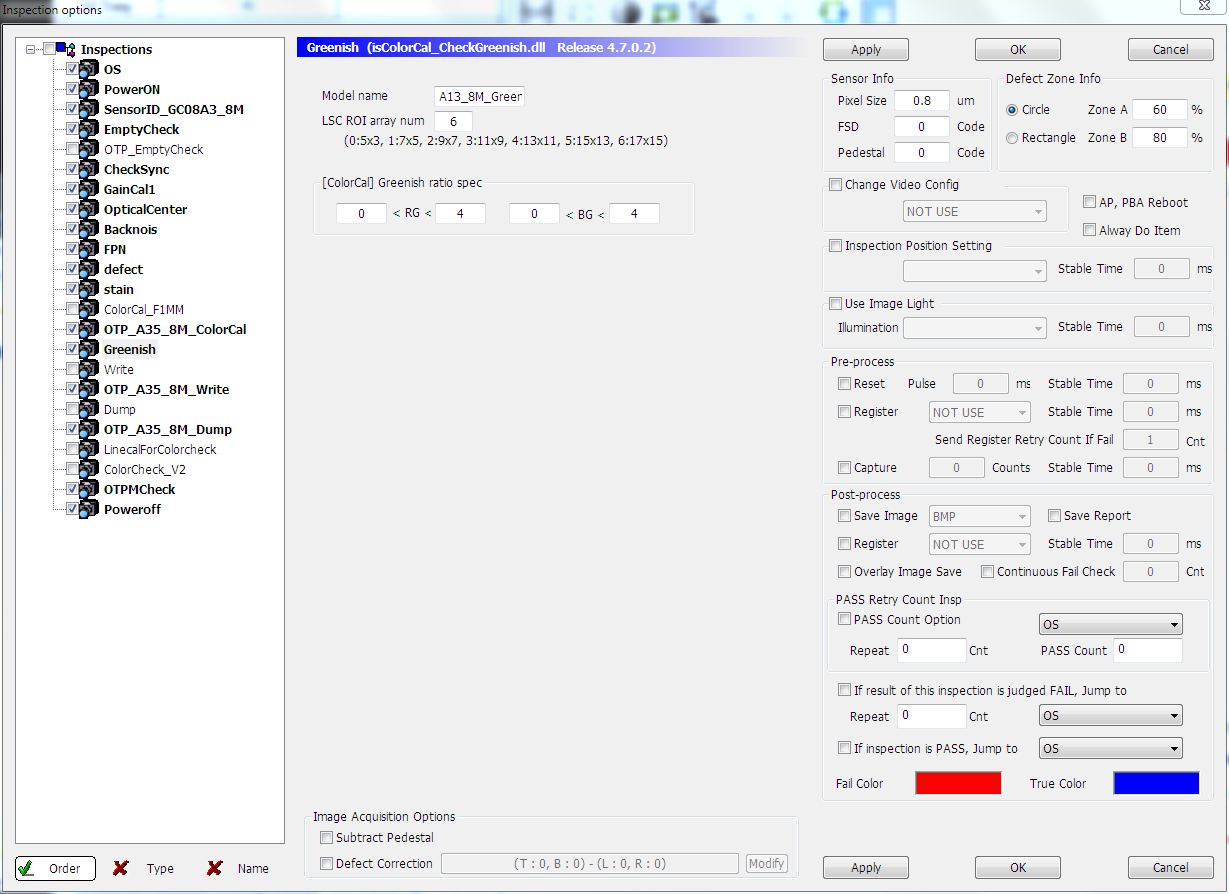 Inspection options
Inspections
OS
PowerON
SensorID_GC08A3_8M
EmptyCheck
OTP_EmptyCheck
CheckSync
GainCal1
OpticalCenter
Backnois
FPN
defect
stain
ColorCal_F1MM
OTP_A35_8M_ColorCal
Greenish
Write
OTP_A35_8M_Write
Dump
OTP_A35_8M_Dump
LinecalForColorcheck
ColorCheck_V2
OTPMCheck
Poweroff
Order Type Name
Greenish (isColorCal_CheckGreenish.dll Release 4.7.0.2)
Model name A13_8M_Green
LSC ROI array num 6
(0:5x3, 1:7x5, 2:9x7, 3:11x9, 4:13x11, 5:15x13, 6:17x15)
[ColorCal] Greenish ratio spec
0 < RG < 4 0 < BG < 4
Image Acquisition Options
Subtract Pedestal
Defect Correction (T : 0, B : 0) - (L : 0, R : 0) Modify
Apply OK Cancel
Sensor Info
Pixel Size 0.8 um
FSD 0 Code
Pedestal 0 Code
Defect Zone Info
Circle Zone A 60 %
Rectangle Zone B 80 %
Change Video Config
NOT USE
AP, PBA Reboot
Alway Do Item
Inspection Position Setting
Stable Time 0 ms
Use Image Light
Illumination Stable Time 0 ms
Pre-process
Reset Pulse 0 ms Stable Time 0 ms
Register NOT USE Stable Time 0 ms
Send Register Retry Count If Fail 1 Cnt
Capture 0 Counts Stable Time 0 ms
Post-process
Save Image BMP Save Report
Register NOT USE Stable Time 0 ms
Overlay Image Save Continuous Fail Check 0 Cnt
PASS Retry Count Insp
PASS Count Option OS
Repeat 0 Cnt PASS Count 0
If result of this inspection is judged FAIL, Jump to
Repeat 0 Cnt OS
If inspection is PASS, Jump to OS
Fail Color True Color
Apply OK Cancel